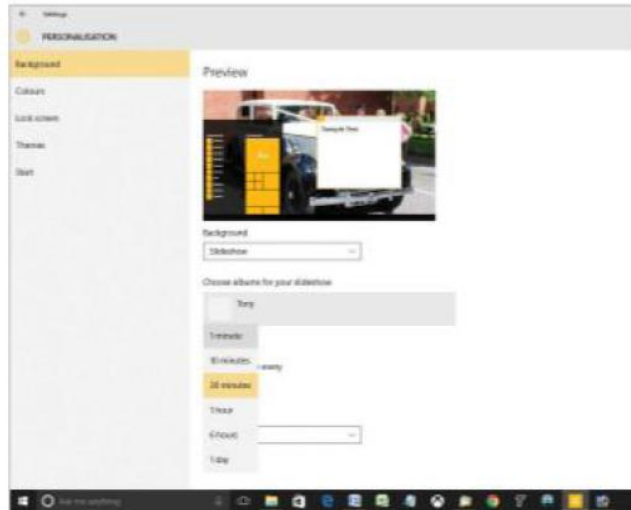 Settings
PERSONALISATION
Background
Colours
Lock screen
Themes
Start
Preview
Sample Text
Background
Slideshow
Choose albums for your slideshow
Tony
1 minute
10 minutes
every
30 minutes
1 hour
6 hours
1 day
Ask me anything